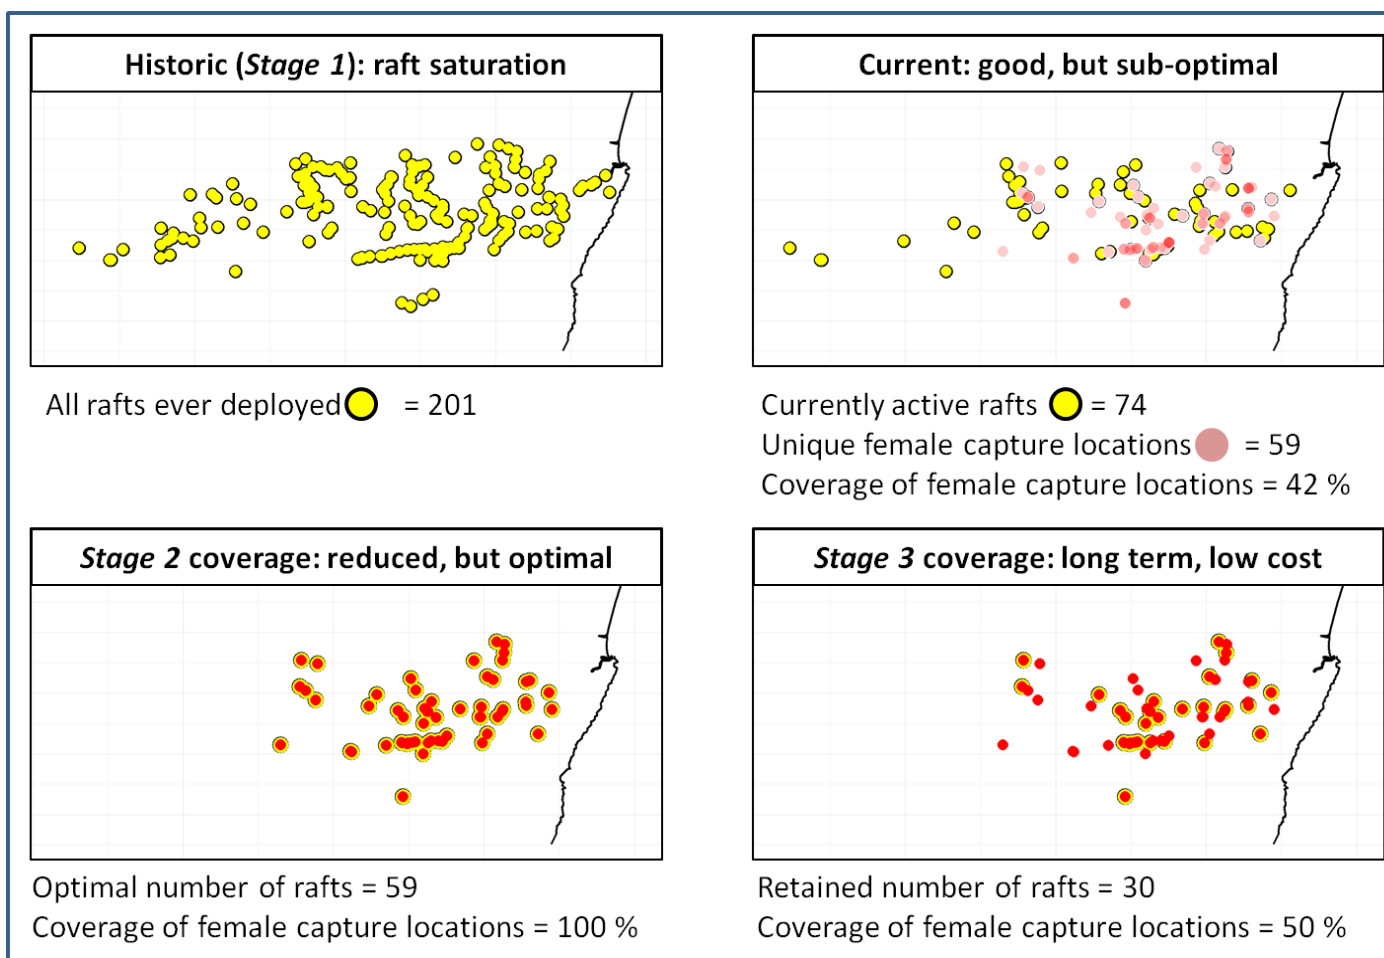 Historic (Stage 1): raft saturation
All rafts ever deployed = 201
Current: good, but sub-optimal
Currently active rafts = 74
Unique female capture locations = 59
Coverage of female capture locations = 42 %
Stage 2 coverage: reduced, but optimal
Optimal number of rafts = 59
Coverage of female capture locations = 100 %
Stage 3 coverage: long term, low cost
Retained number of rafts = 30
Coverage of female capture locations = 50 %